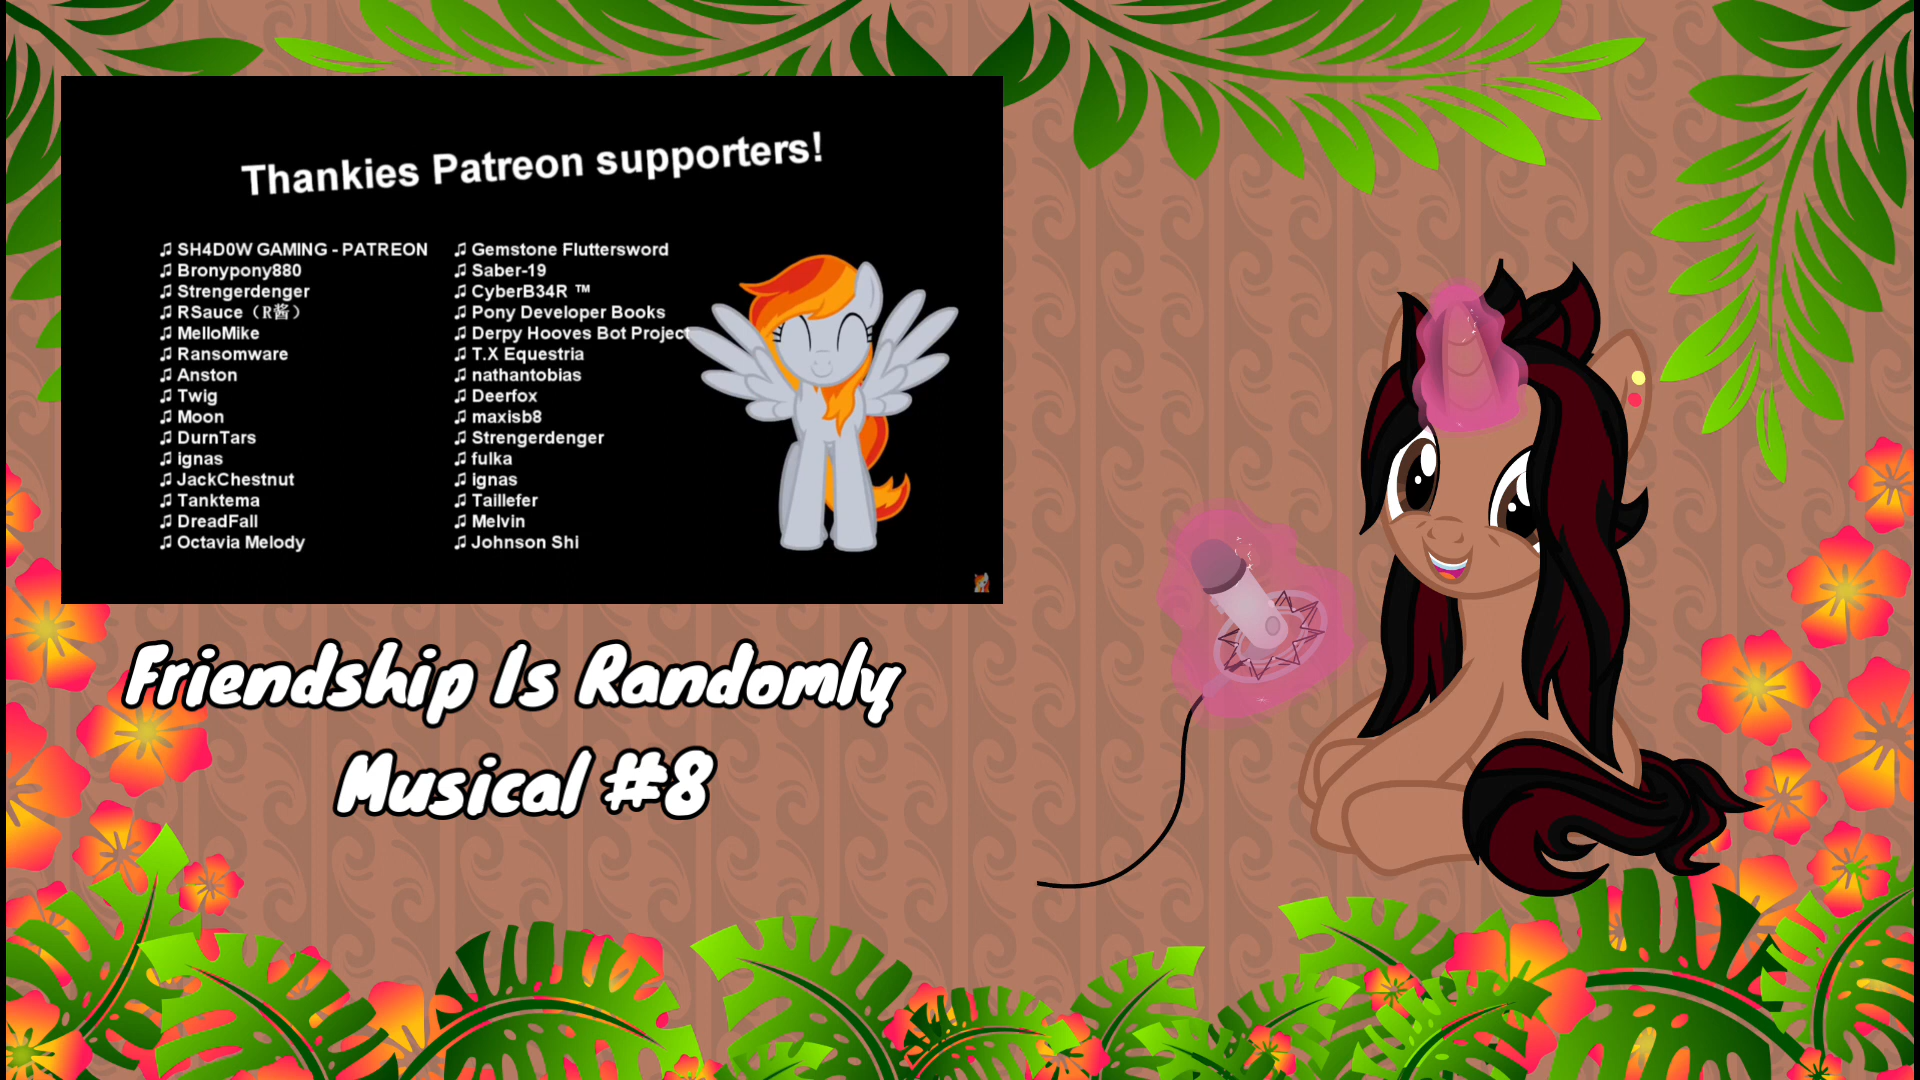 Thankies Patreon supporters!
♫ SH4D0W GAMING - PATREON
♫ Bronypony880
♫ Strengerdenger
♫ RSauce（R酱）
♫ MelloMike
♫ Ransomware
♫ Anston
♫ Twig
♫ Moon
♫ DurnTars
♫ ignas
♫ JackChestnut
♫ Tanktema
♫ DreadFall
♫ Octavia Melody
♫ Gemstone Fluttersword
♫ Saber-19
♫ CyberB34R ™
♫ Pony Developer Books
♫ Derpy Hooves Bot Project
♫ T.X Equestria
♫ nathantobias
♫ Deerfox
♫ maxisb8
♫ Strengerdenger
♫ fulka
♫ ignas
♫ Taillefer
♫ Melvin
♫ Johnson Shi
Friendship Is Randomly
Musical #8